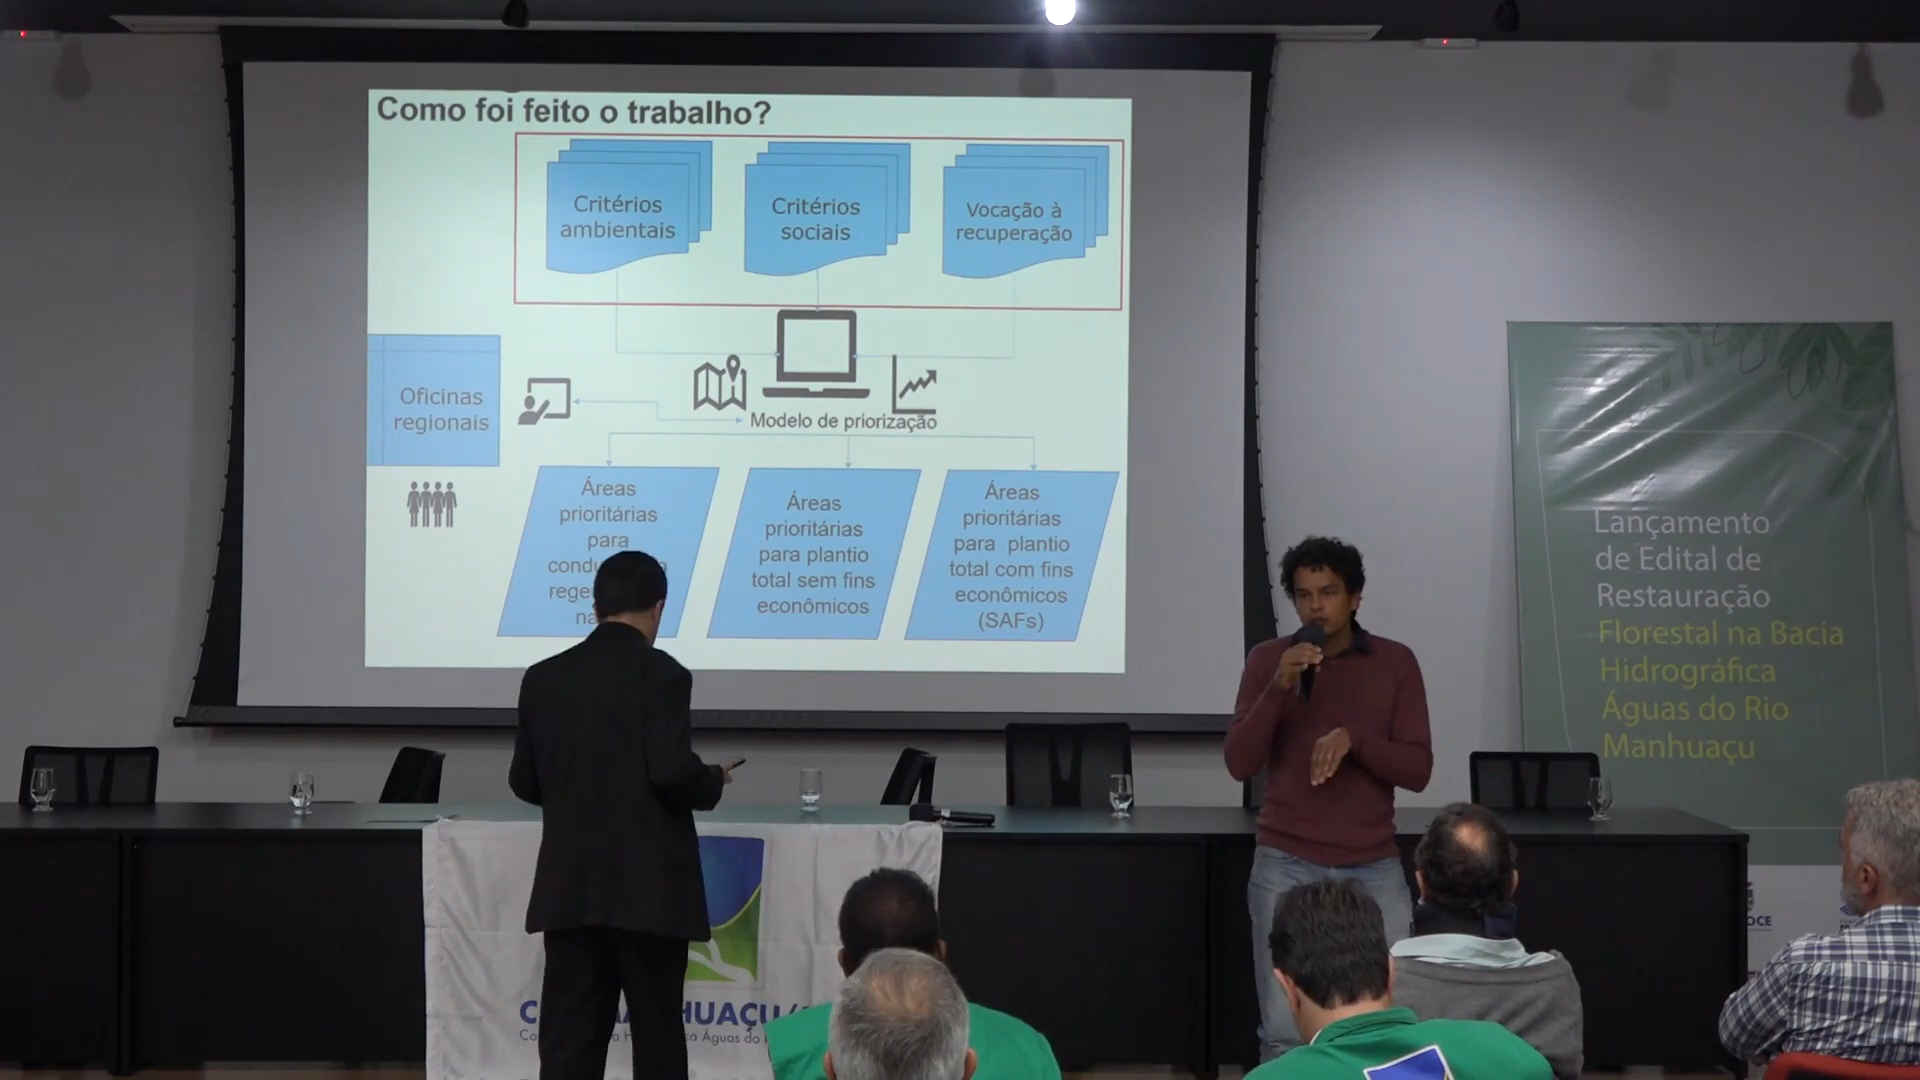 Como foi feito o trabalho?
Critérios
ambientais
Critérios
sociais
Vocação à
recuperação
Oficinas
regionais
Modelo de priorização
Áreas
prioritárias
para
Áreas
prioritárias
para plantio
total sem fins
econômicos
Áreas
prioritárias
para plantio
total com fins
econômicos
(SAFs)
Lançamento
de Edital de
Restauração
Florestal na Bacia
Hidrográfica
Águas do Rio
Manhuaçu
Águas do